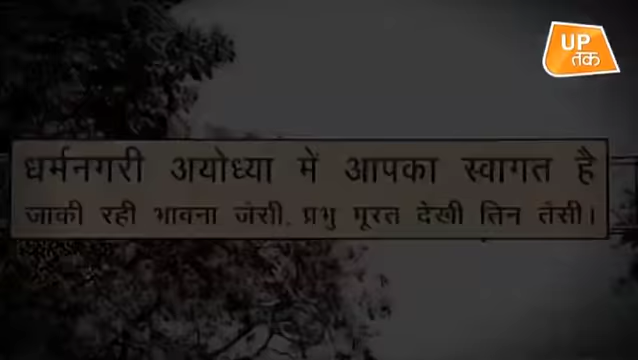 UP
तक
धर्मनगरी अयोध्या में आपका स्वागत है
जाकी रही भावना जैसी, प्रभु मूरत देखी तिन तैसी।